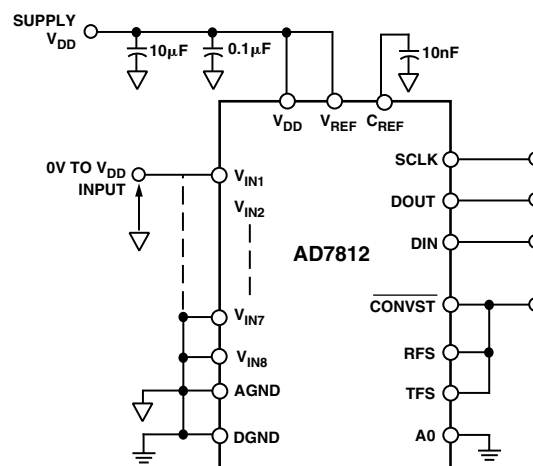 SUPPLY
VDD
10μF
0.1μF
10nF
VDD
VREF
CREF
0V TO VDD
INPUT
VIN1
VIN2
VIN7
VIN8
AGND
DGND
AD7812
SCLK
DOUT
DIN
CONVST
RFS
TFS
A0